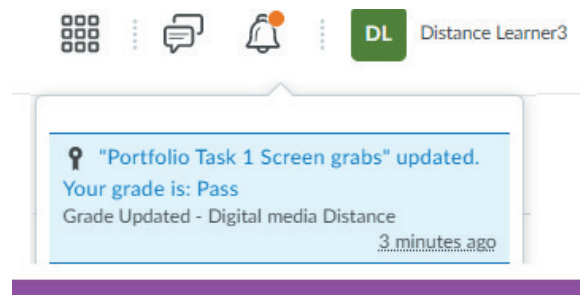 DL Distance Learner3
"Portfolio Task 1 Screen grabs" updated.
Your grade is: Pass
Grade Updated - Digital media Distance
3 minutes ago